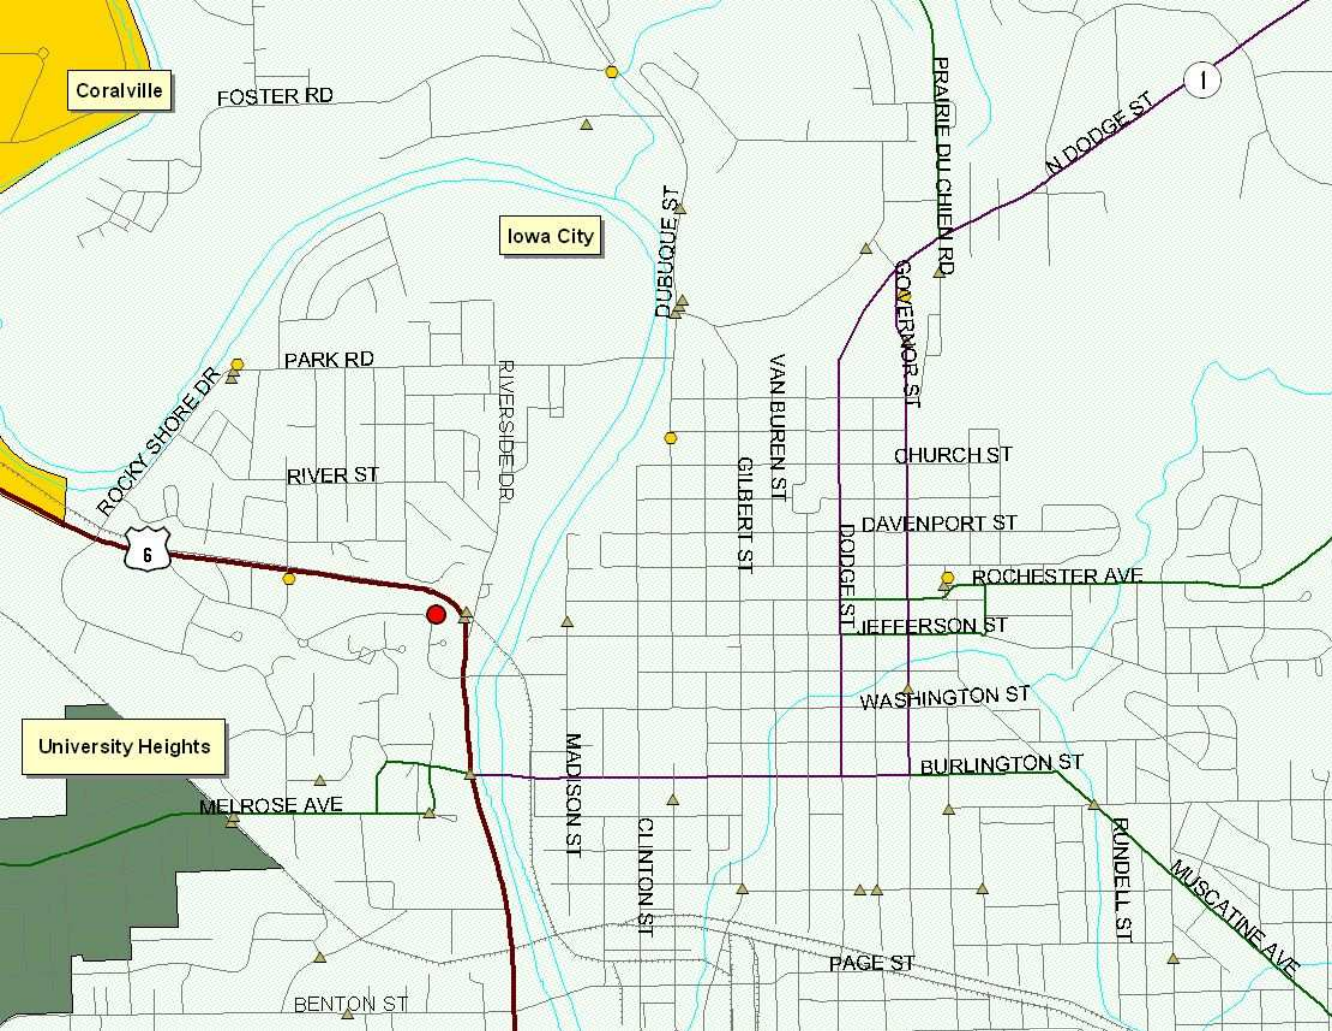 Coralville
FOSTER RD
PRAIRIE DU CHIEN RD
1
N DODGE ST
Iowa City
DUBUQUE ST
GOVERNOR ST
PARK RD
ROCKY SHORE DR
RIVERSIDE DR
VAN BUREN ST
RIVER ST
GILBERT ST
CHURCH ST
DAVENPORT ST
6
DODGE ST
ROCHESTER AVE
JEFFERSON ST
WASHINGTON ST
University Heights
BURLINGTON ST
MELROSE AVE
MADISON ST
CLINTON ST
RUNDELL ST
MUSCATINE AVE
PAGE ST
BENTON ST